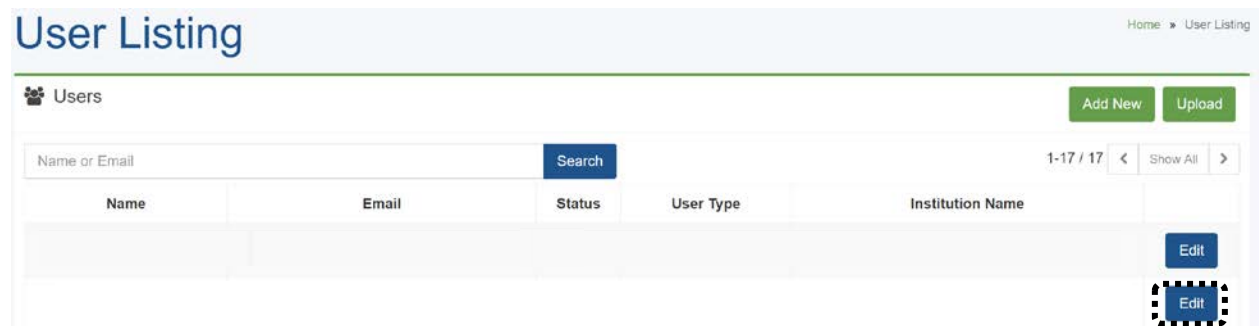 User Listing
Home » User Listing
Users
Add New Upload
Name or Email Search 1-17 / 17 < Show All >
Name Email Status User Type Institution Name
Edit
Edit